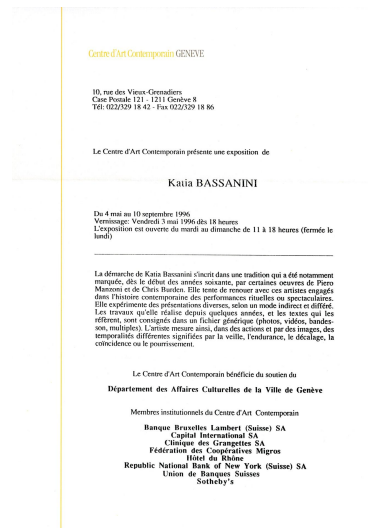 Centre d'Art Contemporain GENEVE
10, rue des Vieux-Grenadiers
Case Postale 121 - 1211 Genève 8
Tél: 022/329 18 42 - Fax 022/329 18 86
Le Centre d'Art Contemporain présente une exposition de
Katia BASSANINI
Du 4 mai au 10 septembre 1996
Vernissage: Vendredi 3 mai 1996 dès 18 heures
L'exposition est ouverte du mardi au dimanche de 11 à 18 heures (fermée le
lundi)
La démarche de Katia Bassanini s'incrit dans une tradition qui a été notamment
marquée, dès le début des années soixante, par certaines oeuvres de Piero
Manzoni et de Chris Burden. Elle tente de renouer avec ces artistes engagés
dans l'histoire contemporaine des performances rituelles ou spectaculaires.
Elle expérimente des présentations diverses, selon un mode indirect et différé.
Les travaux qu'elle réalise depuis quelques années, et les textes qui les
réfèrent, sont consignés dans un fichier générique (photos, vidéos, bandes-
son, multiples). L'artiste mesure ainsi, dans des actions et par des images, des
temporalités différentes signifiées par la veille, l'endurance, le décalage, la
coïncidence ou le pourrissement.
Le Centre d'Art Contemporain bénéficie du soutien du
Département des Affaires Culturelles de la Ville de Genève
Membres institutionnels du Centre d'Art Contemporain
Banque Bruxelles Lambert (Suisse) SA
Capital International SA
Clinique des Grangettes SA
Fédération des Coopératives Migros
Hôtel du Rhône
Republic National Bank of New York (Suisse) SA
Union de Banques Suisses
Sotheby's